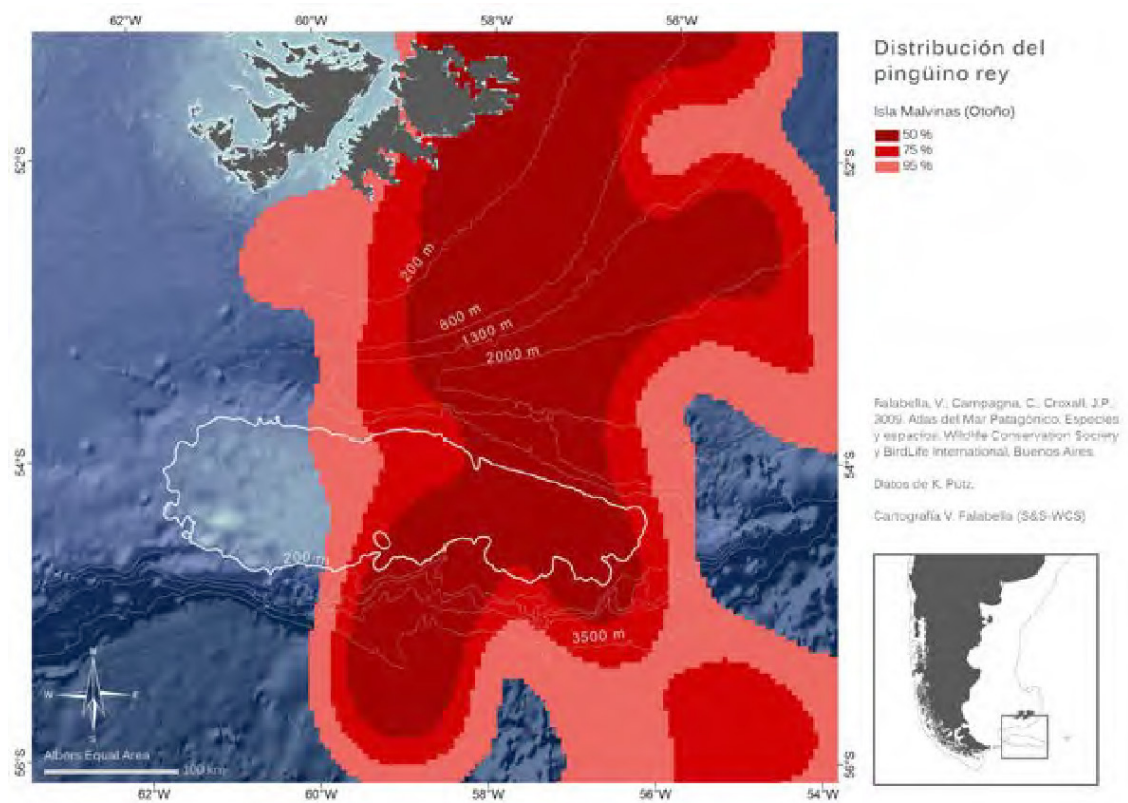 62°W 60°W 58°W 56°W
Distribución del
pingüino rey
Isla Malvinas (Otoño)
50 %
75 %
95 %
52°S
52°S
200 m
800 m
1300 m
2000 m
Falabella, V., Campagna, C., Croxall, J.P.,
2009. Atlas del Mar Patagónico. Especies
y espacios. Wildlife Conservation Society
y BirdLife International, Buenos Aires.
54°S
54°S
Datos de K. Pütz.
Cartografía V. Falabella (S&S-WCS)
200 m
3500 m
N
W E
S
Albers Equal Area
100 km
56°S
56°S
62°W 60°W 58°W 56°W 54°W